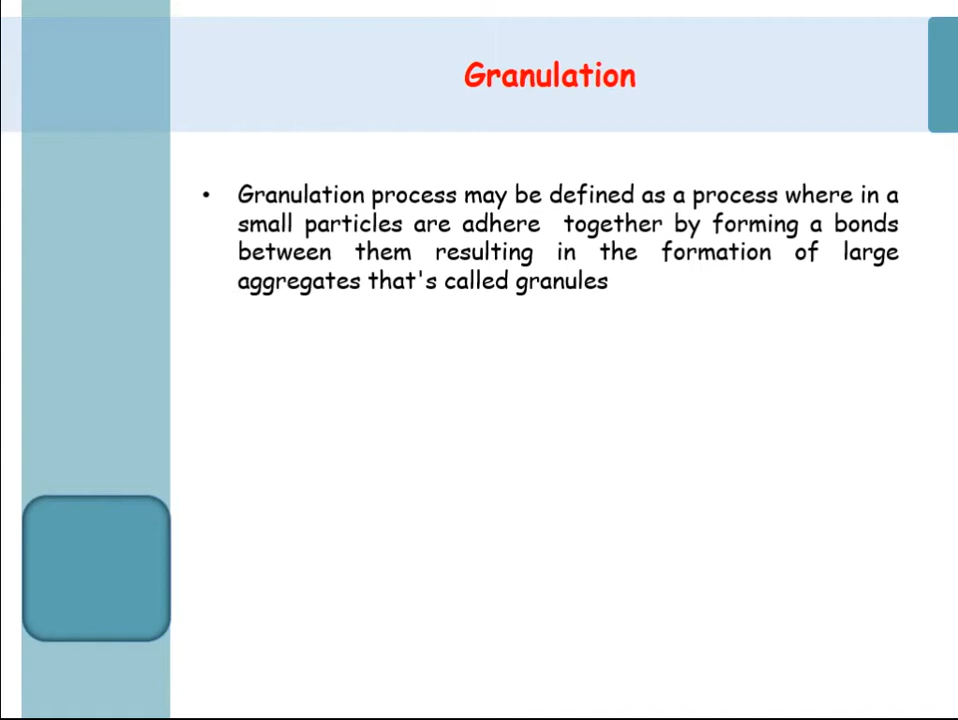 Granulation
• Granulation process may be defined as a process where in a
small particles are adhere together by forming a bonds
between them resulting in the formation of large
aggregates that's called granules